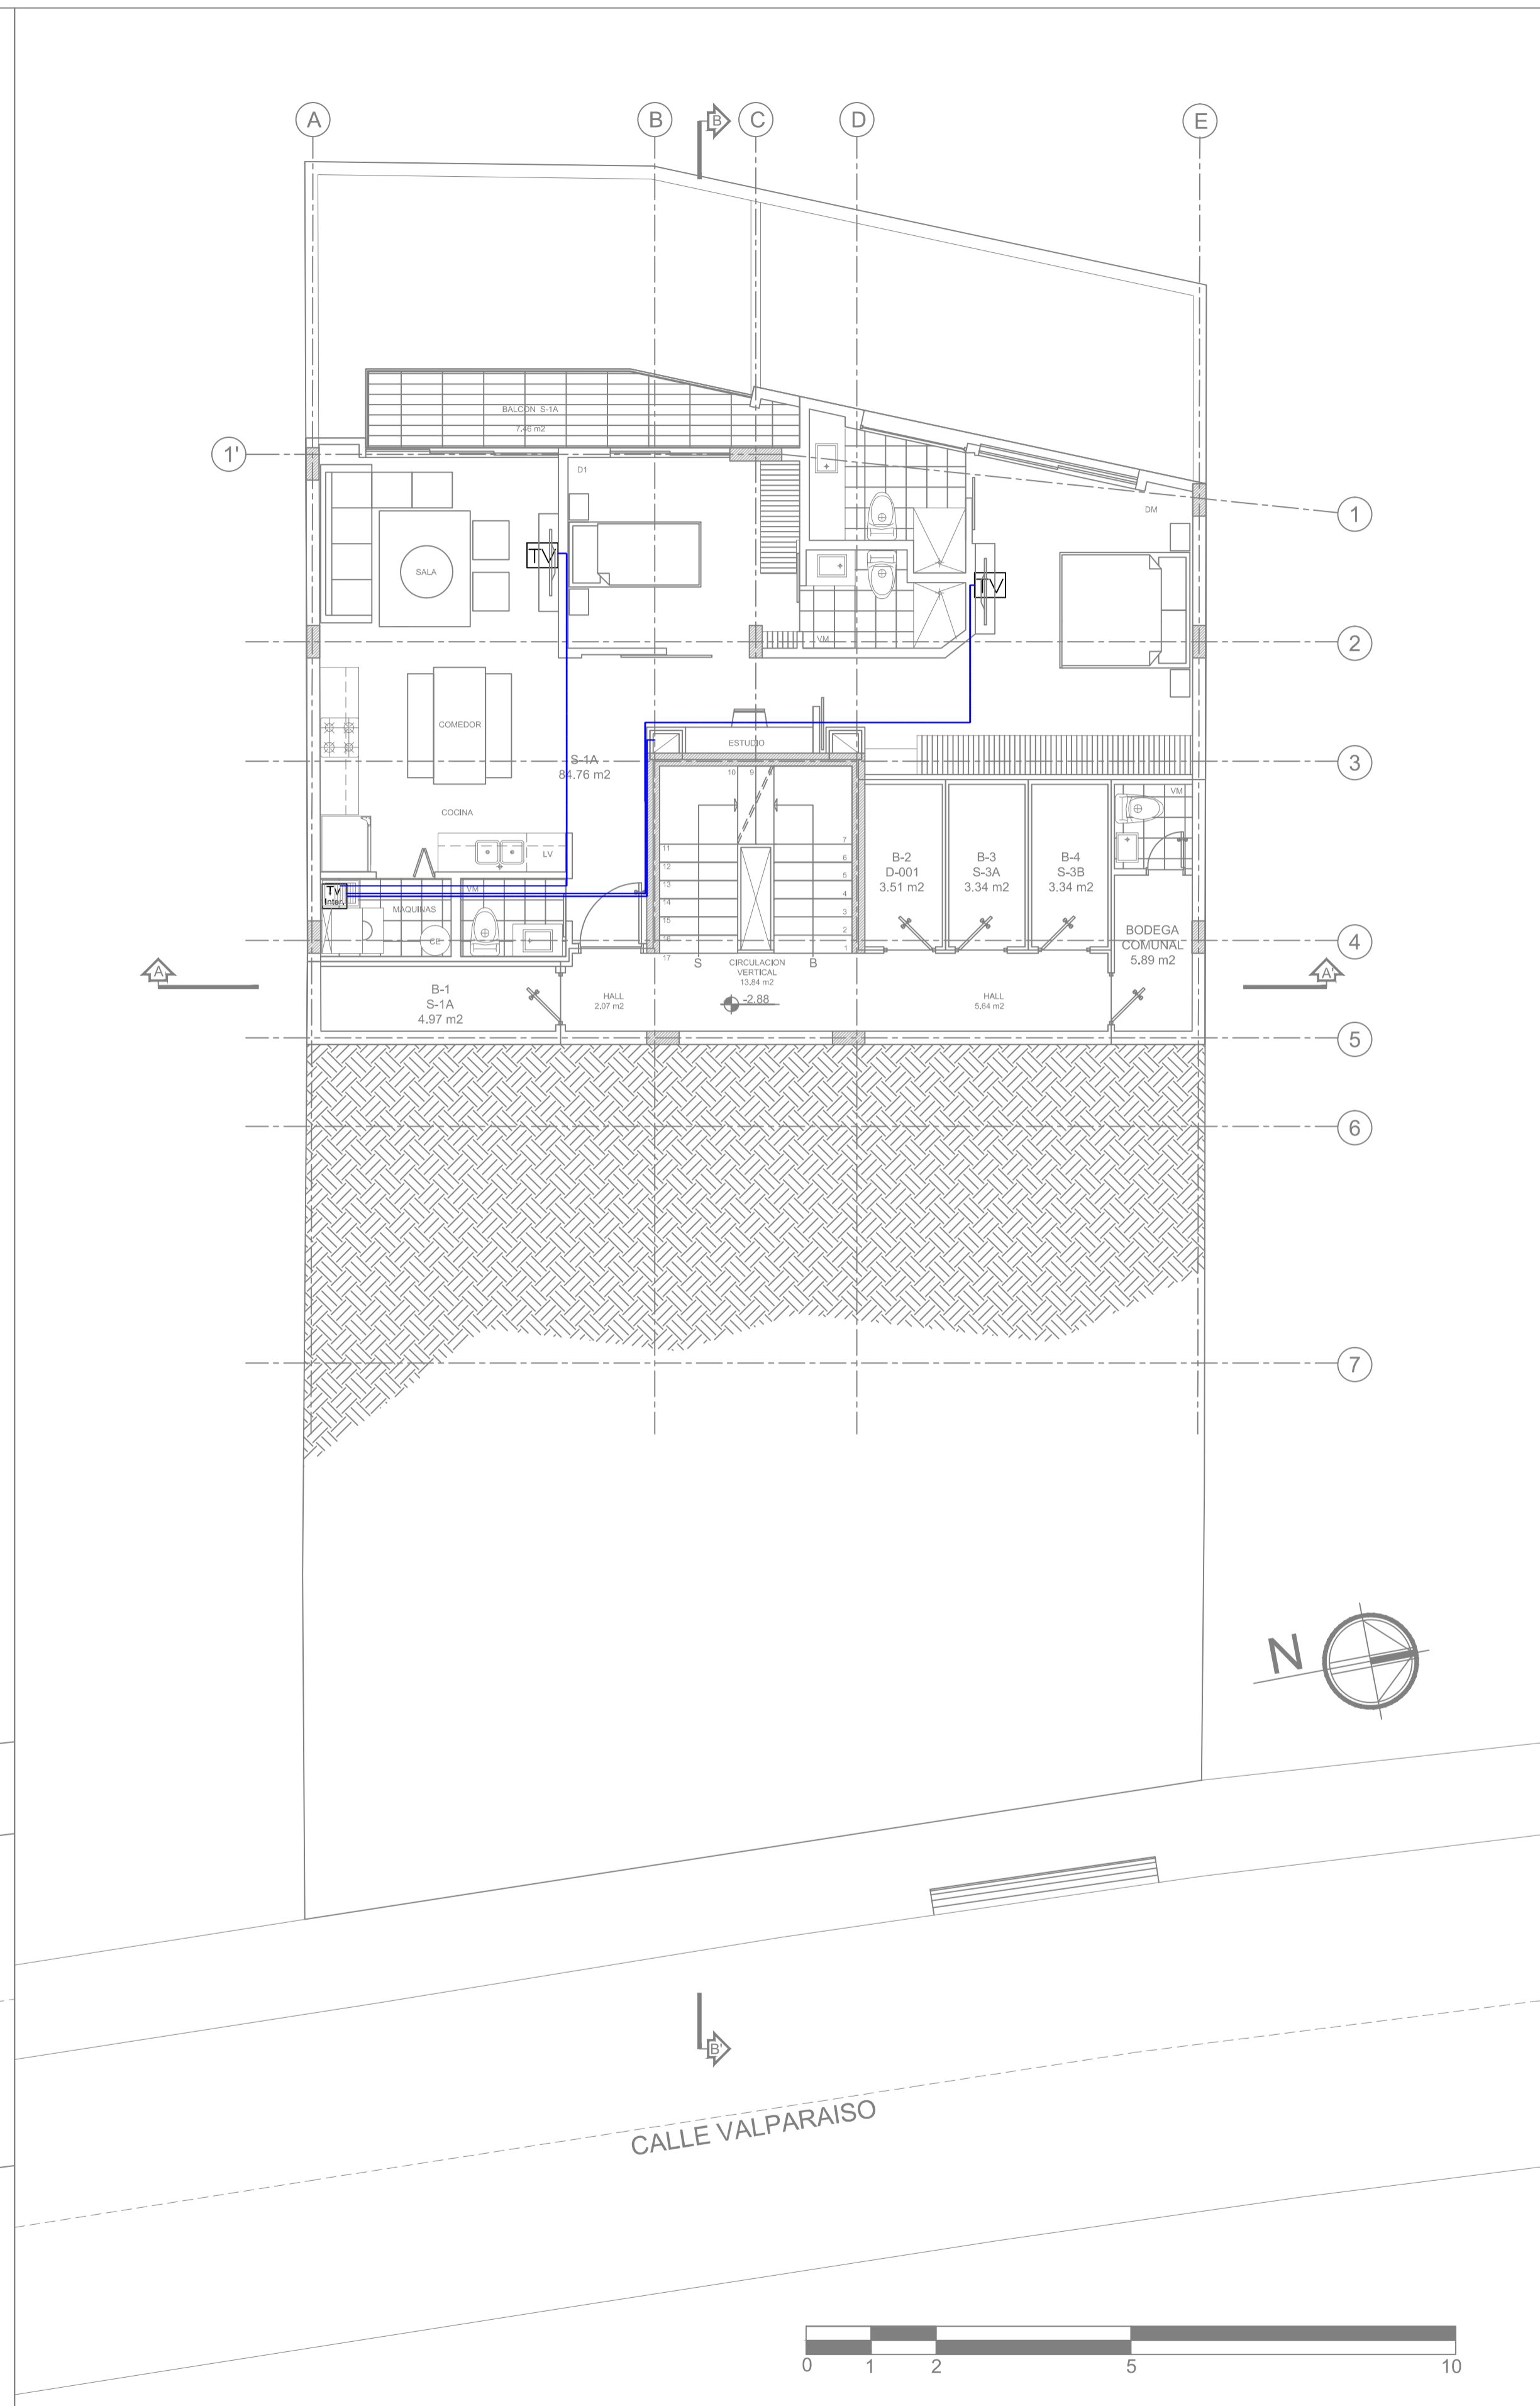 A
B
B
C
D
E
BALCON S-1A
7,46 m2
1'
D1
DM
1
TV
TV
SALA
VM
2
COMEDOR
ESTUDIO
S-1A
84.76 m2
3
10
9
8
COCINA
VM
7
11
6
12
5
13
4
14
3
15
2
16
1
17
LV
B-2
D-001
3.51 m2
B-3
S-3A
3.34 m2
B-4
S-3B
3.34 m2
Tv
Inter.
MAQUINAS
VM
CE
BODEGA
COMUNAL
5.89 m2
4
S
CIRCULACION
VERTICAL
13,84 m2
B
A
A'
B-1
S-1A
4.97 m2
HALL
2,07 m2
-2.88
HALL
5,64 m2
5
6
7
N
B'
CALLE VALPARAISO
0
1
2
5
10